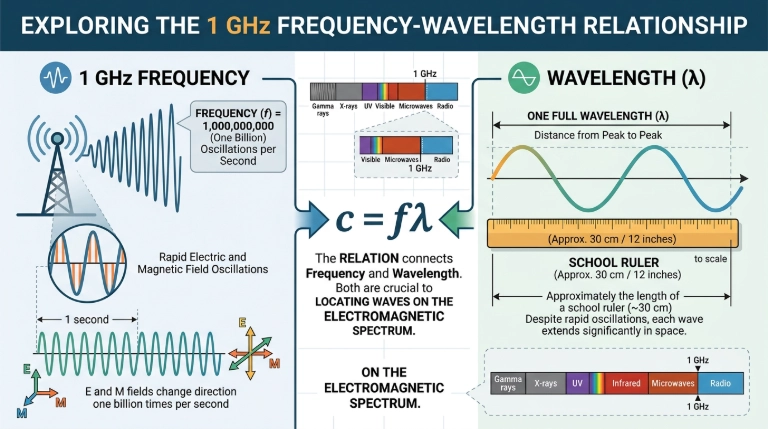 EXPLORING THE 1 GHz FREQUENCY-WAVELENGTH RELATIONSHIP
1 GHz FREQUENCY
FREQUENCY (f) =
1,000,000,000
(One Billion)
Oscillations per
Second
Rapid Electric and
Magnetic Field Oscillations
1 second
E
M
E
M
M
E and M fields change direction
one billion times per second
1 GHz
Gamma rays
X-rays
UV
Visible
Microwaves
Radio
1 GHz
Visible
Microwaves
Radio
c = fλ
The RELATION connects
Frequency and Wavelength.
Both are crucial to
LOCATING WAVES ON THE
ELECTROMAGNETIC
SPECTRUM.
ON THE
ELECTROMAGNETIC
SPECTRUM.
WAVELENGTH (λ)
ONE FULL WAVELENGTH (λ)
Distance from Peak to Peak
(Approx. 30 cm / 12 inches)
SCHOOL RULER
(Approx. 30 cm / 12 inches)
to scale
Approximately the length of
a school ruler (~30 cm)
Despite rapid oscillations, each wave
extends significantly in space.
1 GHz
Gamma rays
X-rays
UV
Infrared
Microwaves
Radio
1 GHz